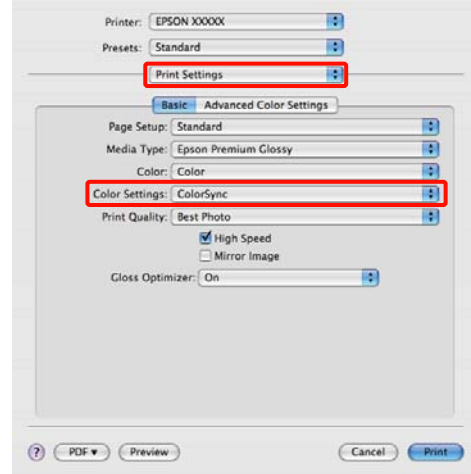 Printer: EPSON XXXXX
Presets: Standard
Print Settings
Basic Advanced Color Settings
Page Setup: Standard
Media Type: Epson Premium Glossy
Color: Color
Color Settings: ColorSync
Print Quality: Best Photo
High Speed
Mirror Image
Gloss Optimizer: On
? PDF ▼ Preview Cancel Print